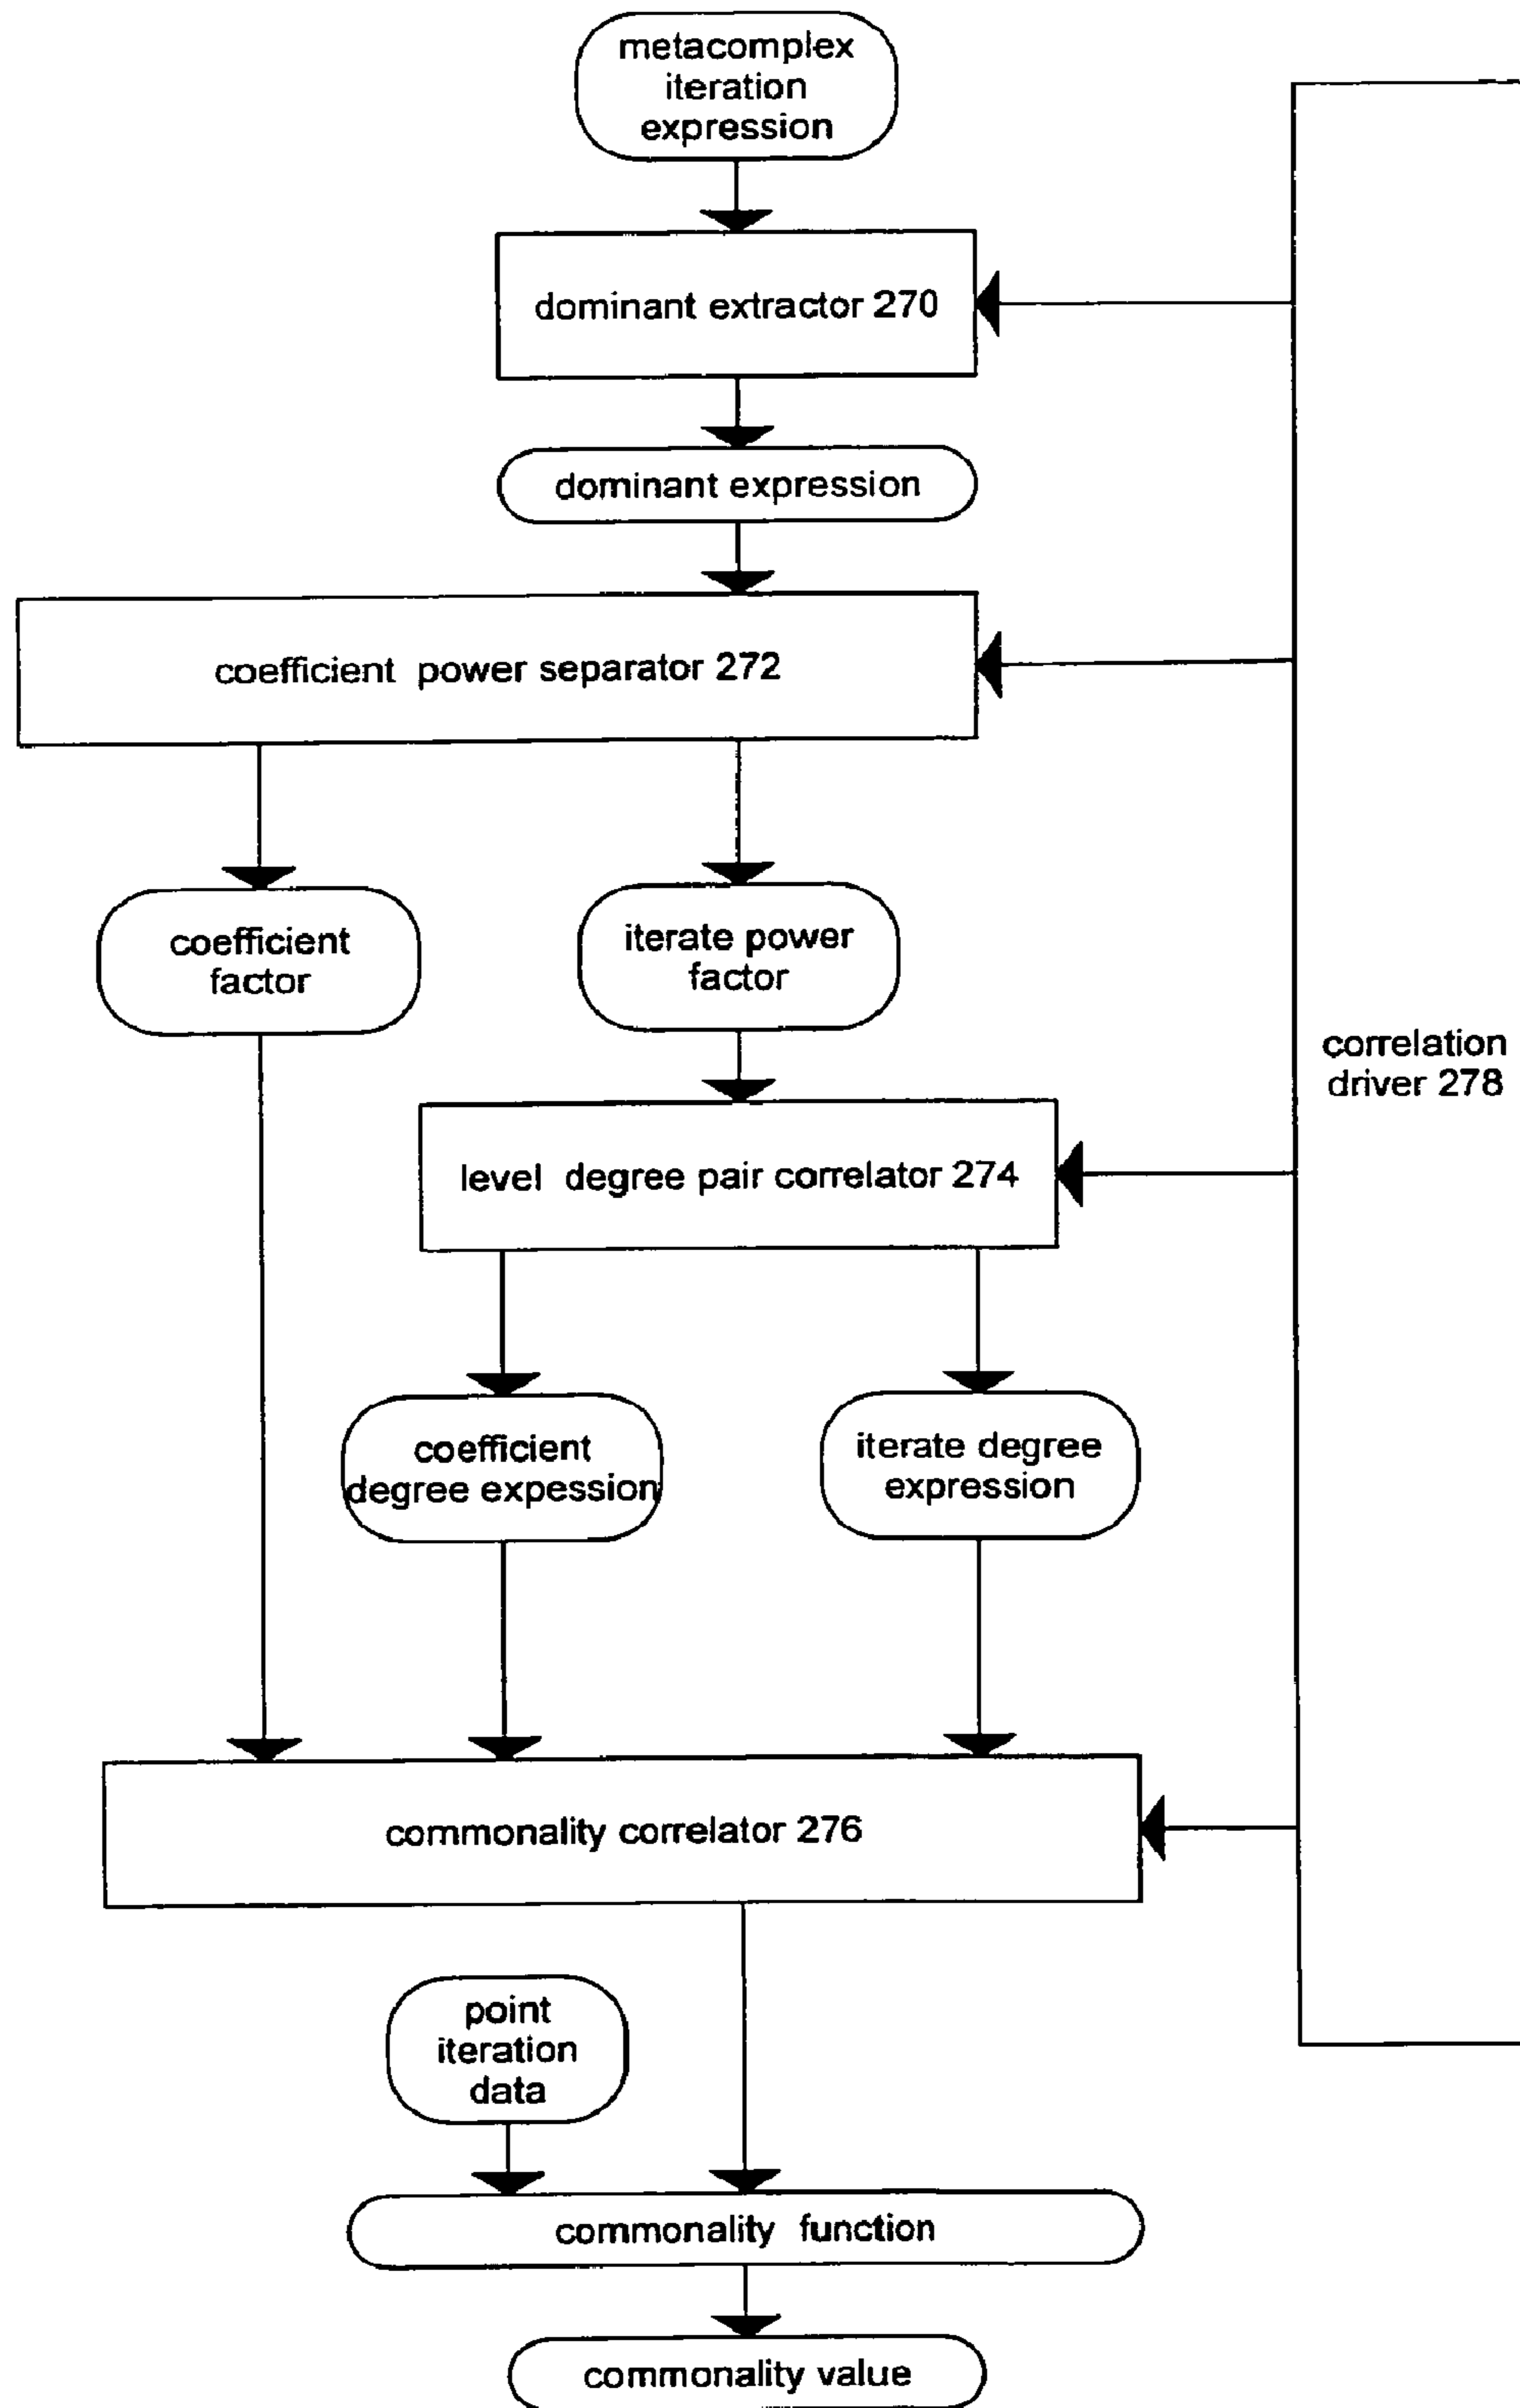 metacomplex
iteration
expression
dominant extractor 270
dominant expression
coefficient power separator 272
coefficient
factor
iterate power
factor
correlation
driver 278
level degree pair correlator 274
coefficient
degree expession
iterate degree
expression
commonality correlator 276
point
iteration
data
commonality function
commonality value